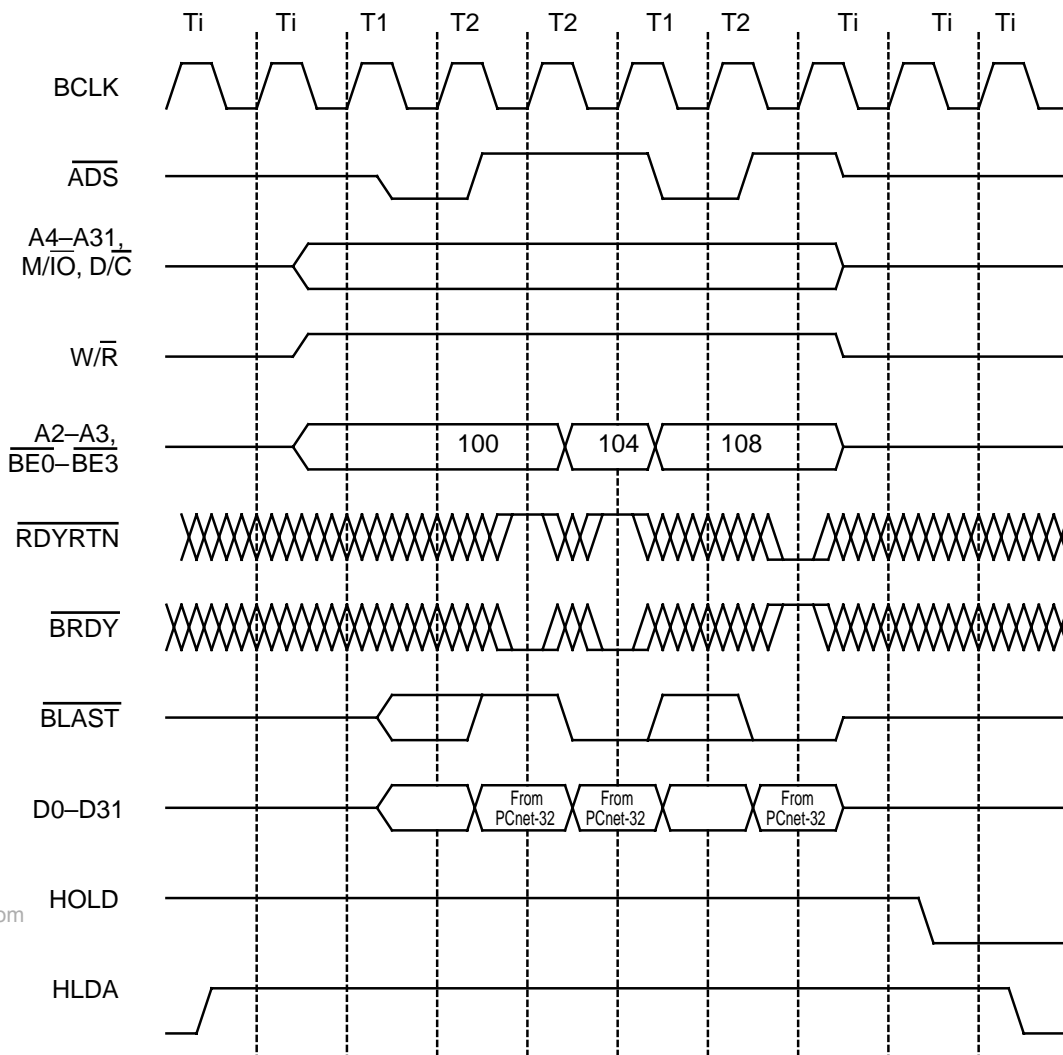 Ti Ti T1 T2 T2 T1 T2 Ti Ti Ti
BCLK
ADS
A4–A31,
M/IO, D/C
W/R
A2–A3,
BE0–BE3
100 104 108
RDYRTN
BRDY
BLAST
D0–D31
From
PCnet-32
From
PCnet-32
From
PCnet-32
HOLD
om
HLDA